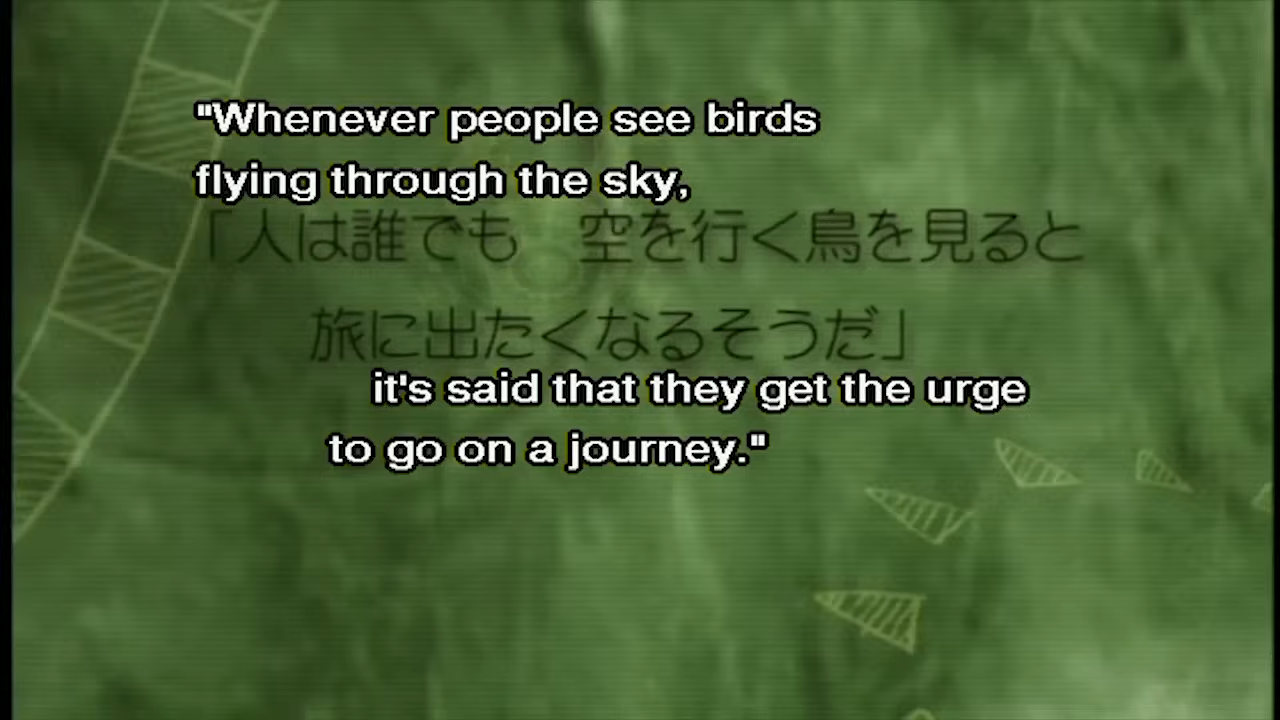 "Whenever people see birds
flying through the sky,
「人は誰でも　空を行く鳥を見ると
旅に出たくなるそうだ」
it's said that they get the urge
to go on a journey."